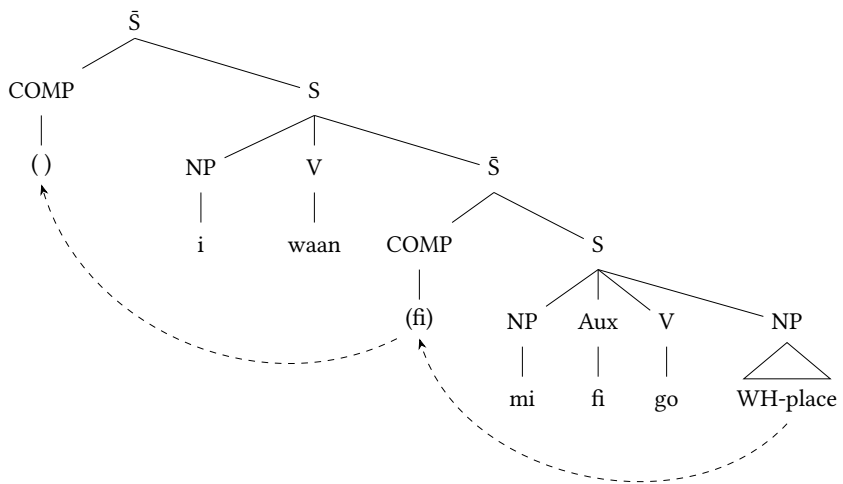 S̄
COMP S
( ) NP V S̄
i waan COMP S
(fi) NP Aux V NP
mi fi go WH-place